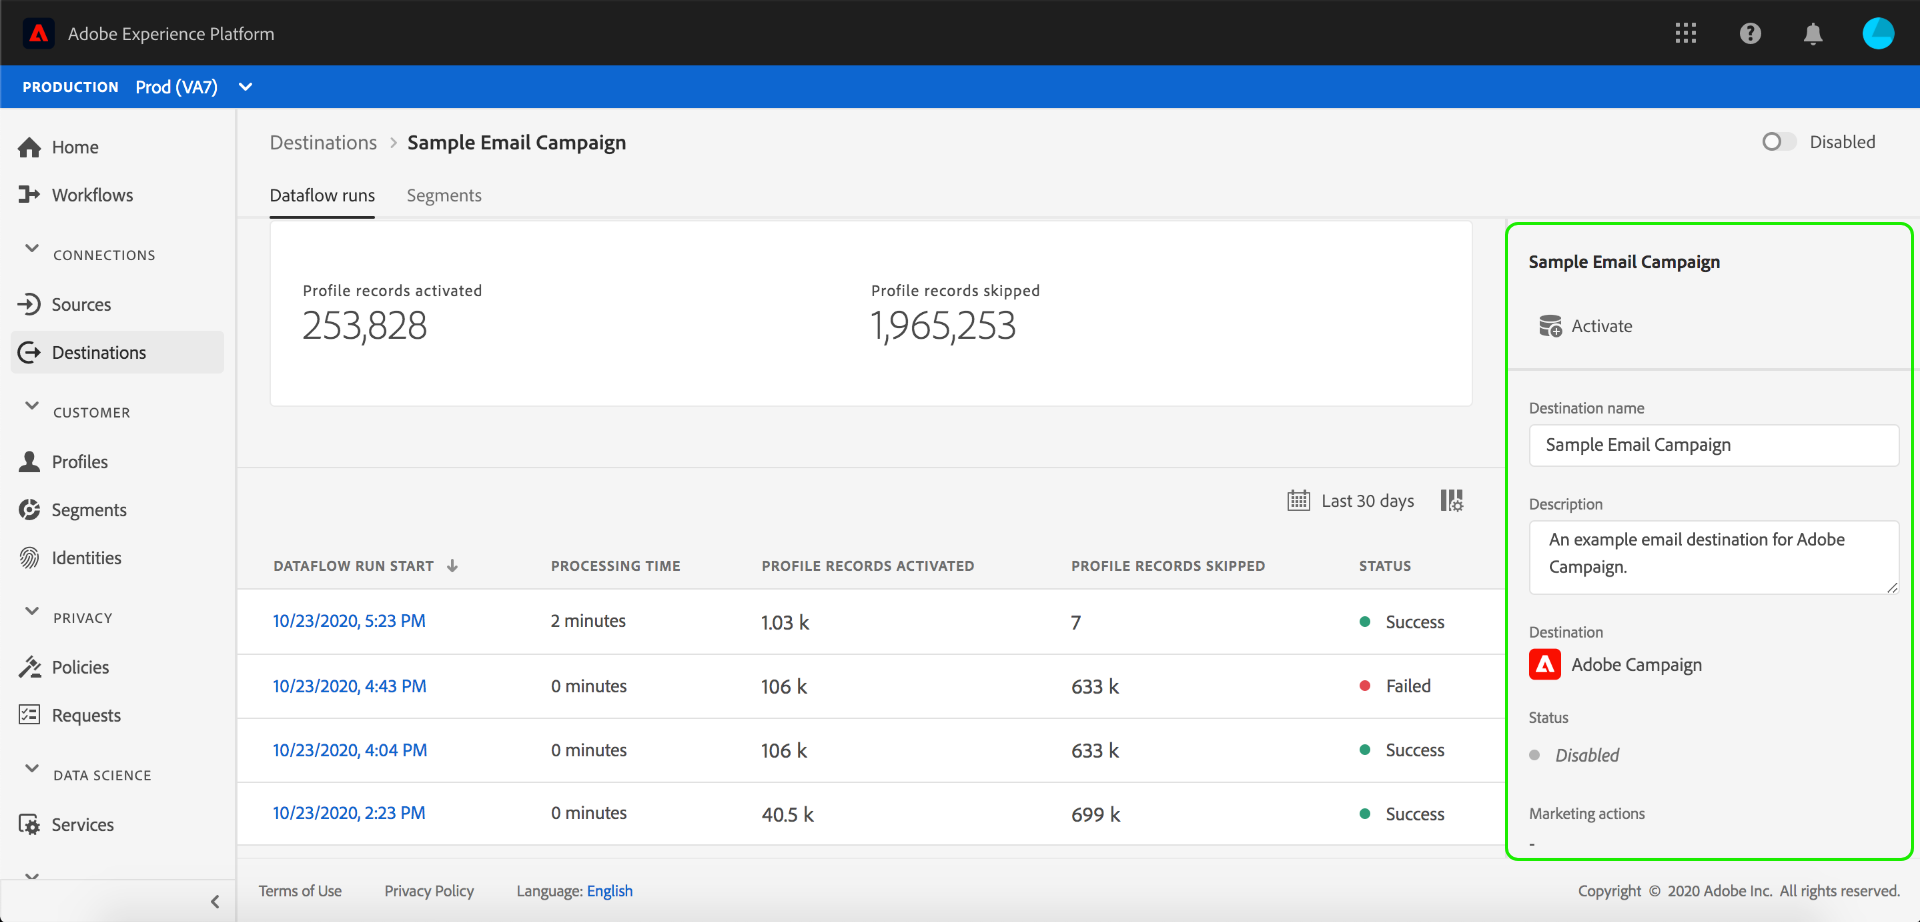 Adobe Experience Platform
PRODUCTION Prod (VA7)
Home
Workflows
CONNECTIONS
Sources
Destinations
CUSTOMER
Profiles
Segments
Identities
PRIVACY
Policies
Requests
DATA SCIENCE
Services
Destinations > Sample Email Campaign
Disabled
Dataflow runs Segments
Profile records activated
253,828
Profile records skipped
1,965,253
Last 30 days
DATAFLOW RUN START PROCESSING TIME PROFILE RECORDS ACTIVATED PROFILE RECORDS SKIPPED STATUS
10/23/2020, 5:23 PM 2 minutes 1.03 k 7 Success
10/23/2020, 4:43 PM 0 minutes 106 k 633 k Failed
10/23/2020, 4:04 PM 0 minutes 106 k 633 k Success
10/23/2020, 2:23 PM 0 minutes 40.5 k 699 k Success
Sample Email Campaign
Activate
Destination name
Sample Email Campaign
Description
An example email destination for Adobe
Campaign.
Destination
Adobe Campaign
Status
Disabled
Marketing actions
-
Terms of Use Privacy Policy Language: English
Copyright © 2020 Adobe Inc. All rights reserved.